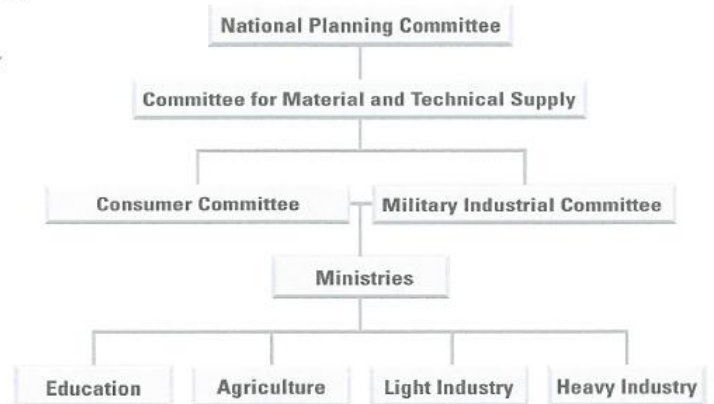 National Planning Committee
Committee for Material and Technical Supply
Consumer Committee
Military Industrial Committee
Ministries
Education
Agriculture
Light Industry
Heavy Industry